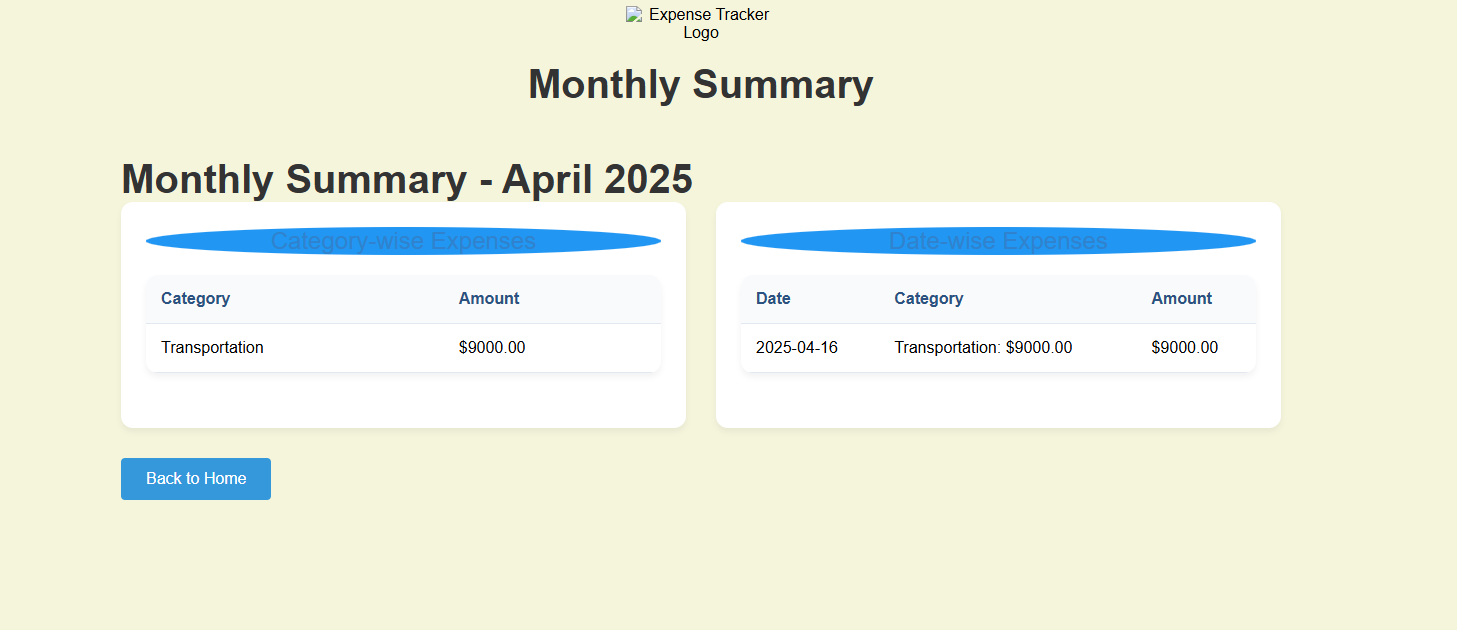 Expense Tracker
Logo
Monthly Summary
Monthly Summary - April 2025
Category-wise Expenses
Category Amount
Transportation $9000.00
Date-wise Expenses
Date Category Amount
2025-04-16 Transportation: $9000.00 $9000.00
Back to Home